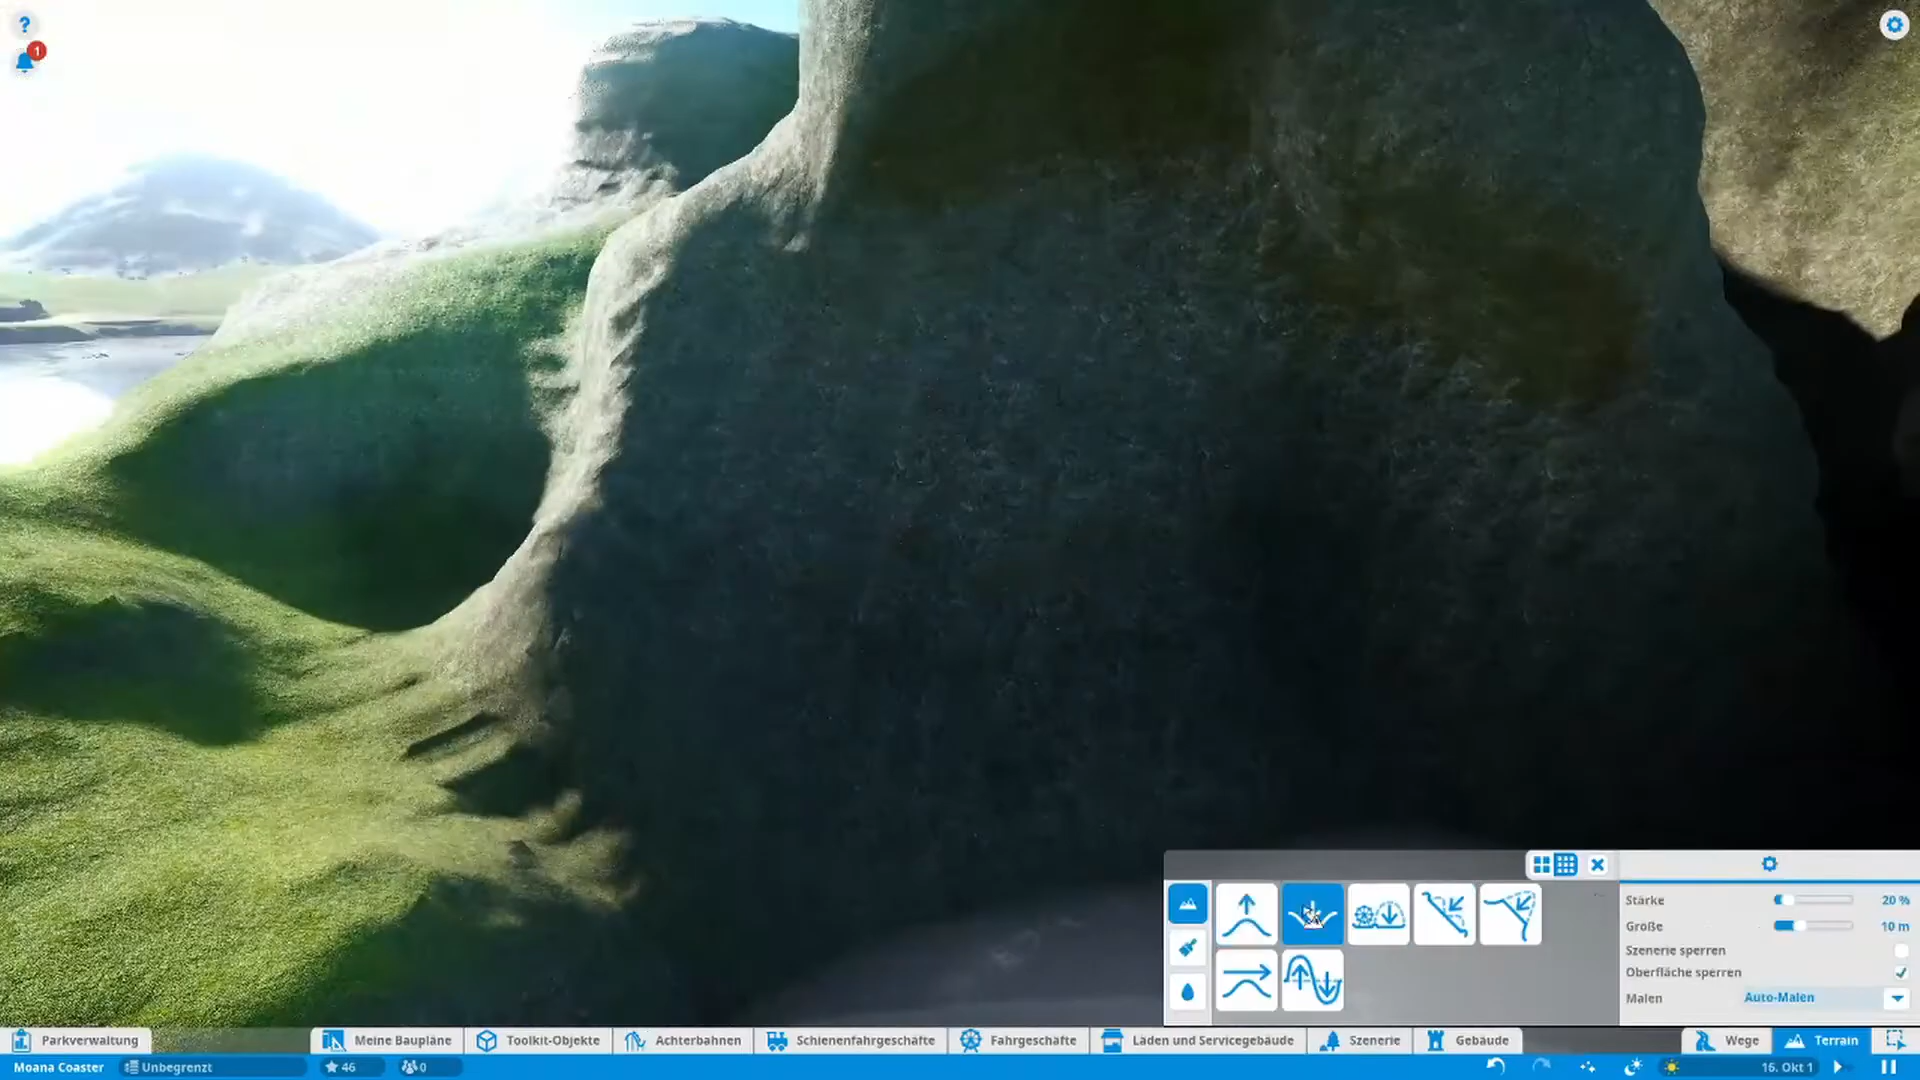 ?
1
Stärke 20 %
Größe 10 m
Szenerie sperren
Oberfläche sperren
Malen Auto-Malen
Parkverwaltung Meine Baupläne Toolkit-Objekte Achterbahnen Schienenfahrgeschäfte Fahrgeschäfte Läden und Servicegebäude Szenerie Gebäude Wege Terrain
Moana Coaster Unbegrenzt 46 0 16. Okt 1